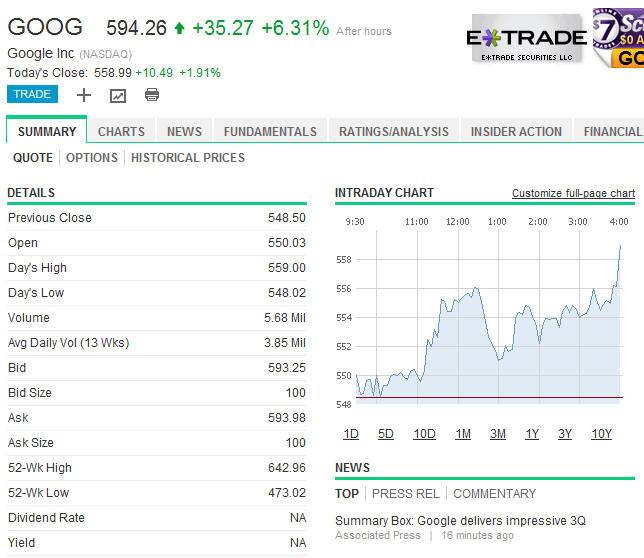 GOOG 594.26 +35.27 +6.31% After hours
Google Inc (NASDAQ)
Today's Close: 558.99 +10.49 +1.91%
TRADE
E*TRADE
E*TRADE SECURITIES LLC
$7
$0
GO
SUMMARY CHARTS NEWS FUNDAMENTALS RATINGS/ANALYSIS INSIDER ACTION FINANCIAL
QUOTE OPTIONS HISTORICAL PRICES
DETAILS
Previous Close 548.50
Open 550.03
Day's High 559.00
Day's Low 548.02
Volume 5.68 Mil
Avg Daily Vol (13 Wks) 3.85 Mil
Bid 593.25
Bid Size 100
Ask 593.98
Ask Size 100
52-Wk High 642.96
52-Wk Low 473.02
Dividend Rate NA
Yield NA
INTRADAY CHART Customize full-page chart
9:30 11:00 12:00 1:00 2:00 3:00 4:00
558
556
554
552
550
548
1D 5D 10D 1M 3M 1Y 3Y 10Y
NEWS
TOP PRESS REL COMMENTARY
Summary Box: Google delivers impressive 3Q
Associated Press | 16 minutes ago